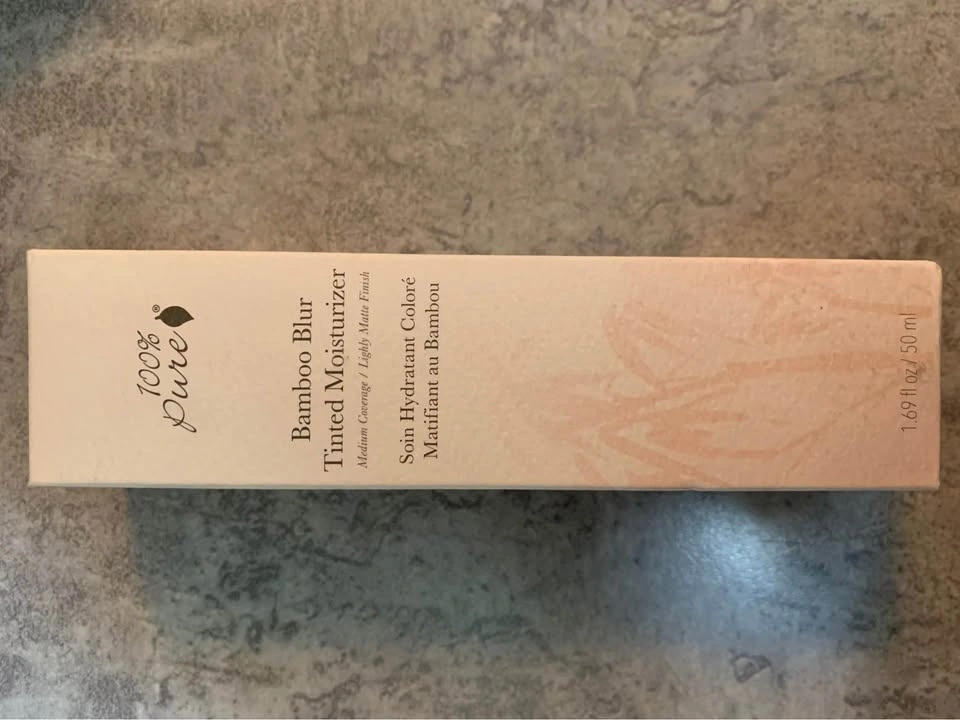 100%
pure®
Bamboo Blur
Tinted Moisturizer
Medium Coverage / Lighly Matte Finish
Soin Hydratant Coloré
Matifiant au Bambou
1.69 fl oz / 50 ml